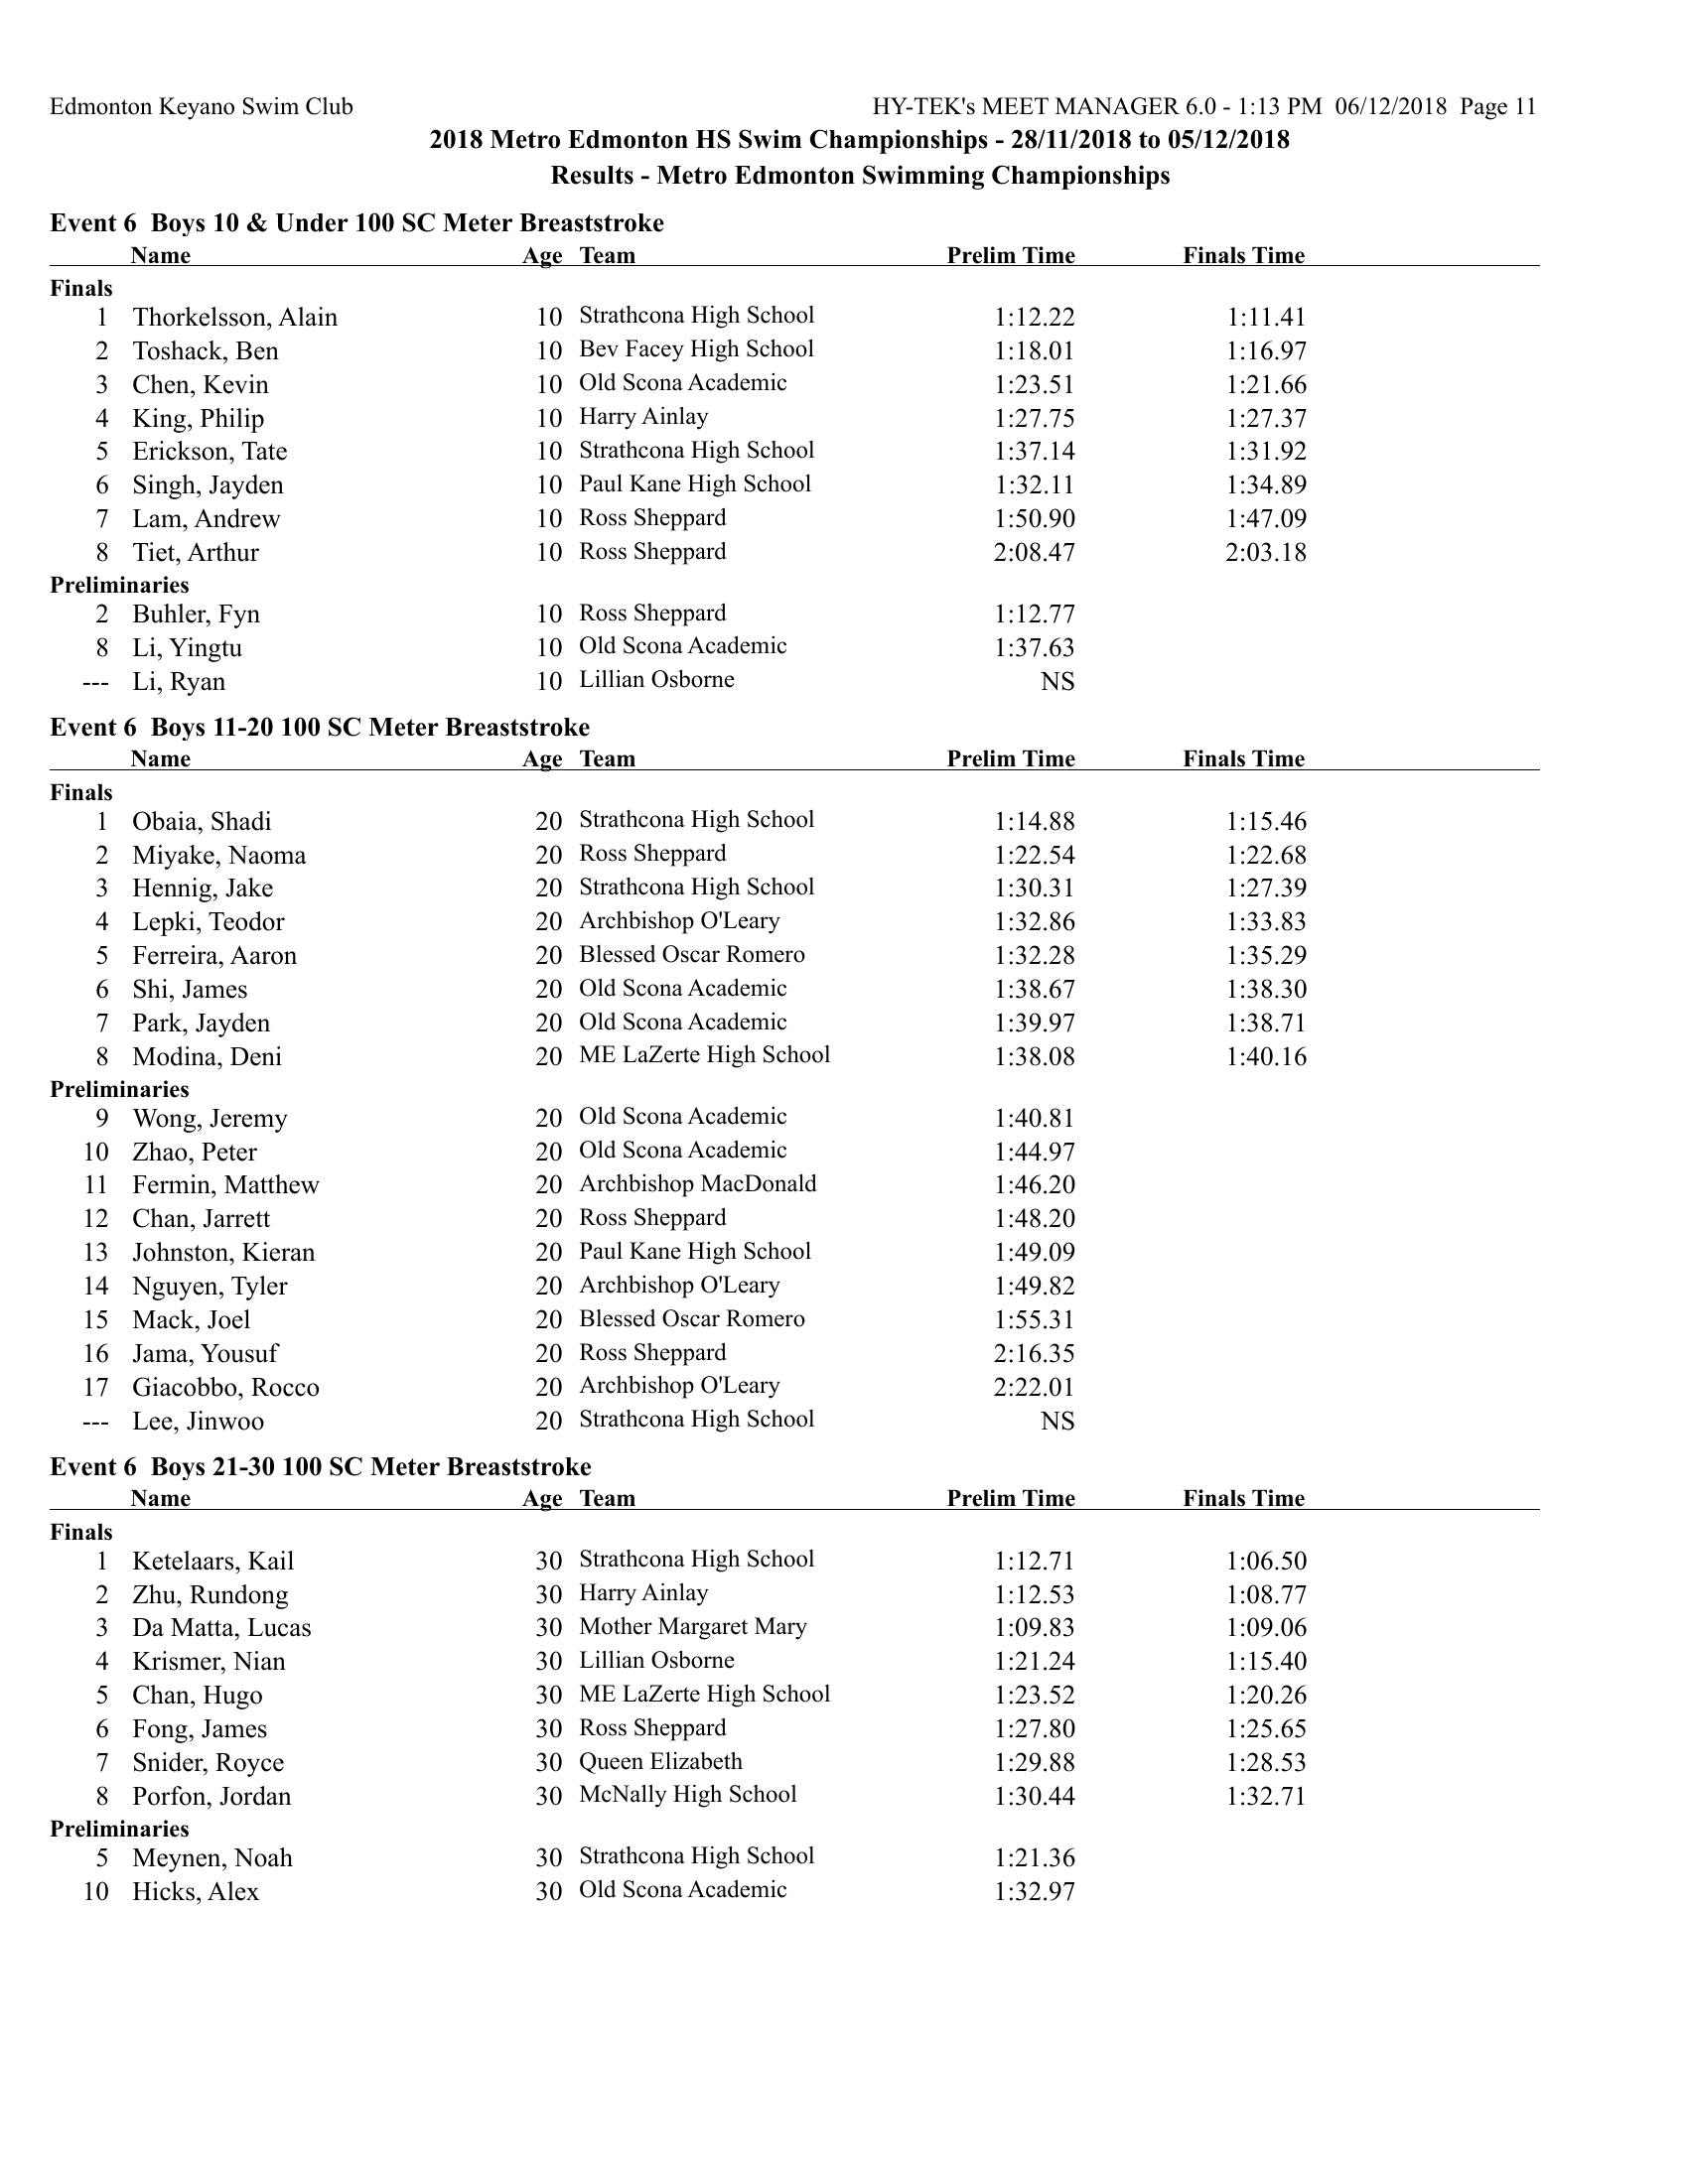 Edmonton Keyano Swim Club HY-TEK's MEET MANAGER 6.0 - 1:13 PM 06/12/2018 Page 11
2018 Metro Edmonton HS Swim Championships - 28/11/2018 to 05/12/2018
Results - Metro Edmonton Swimming Championships
Event 6 Boys 10 & Under 100 SC Meter Breaststroke
Name Age Team Prelim Time Finals Time
Finals
1 Thorkelsson, Alain 10 Strathcona High School 1:12.22 1:11.41
2 Toshack, Ben 10 Bev Facey High School 1:18.01 1:16.97
3 Chen, Kevin 10 Old Scona Academic 1:23.51 1:21.66
4 King, Philip 10 Harry Ainlay 1:27.75 1:27.37
5 Erickson, Tate 10 Strathcona High School 1:37.14 1:31.92
6 Singh, Jayden 10 Paul Kane High School 1:32.11 1:34.89
7 Lam, Andrew 10 Ross Sheppard 1:50.90 1:47.09
8 Tiet, Arthur 10 Ross Sheppard 2:08.47 2:03.18
Preliminaries
2 Buhler, Fyn 10 Ross Sheppard 1:12.77
8 Li, Yingtu 10 Old Scona Academic 1:37.63
--- Li, Ryan 10 Lillian Osborne NS
Event 6 Boys 11-20 100 SC Meter Breaststroke
Name Age Team Prelim Time Finals Time
Finals
1 Obaia, Shadi 20 Strathcona High School 1:14.88 1:15.46
2 Miyake, Naoma 20 Ross Sheppard 1:22.54 1:22.68
3 Hennig, Jake 20 Strathcona High School 1:30.31 1:27.39
4 Lepki, Teodor 20 Archbishop O'Leary 1:32.86 1:33.83
5 Ferreira, Aaron 20 Blessed Oscar Romero 1:32.28 1:35.29
6 Shi, James 20 Old Scona Academic 1:38.67 1:38.30
7 Park, Jayden 20 Old Scona Academic 1:39.97 1:38.71
8 Modina, Deni 20 ME LaZerte High School 1:38.08 1:40.16
Preliminaries
9 Wong, Jeremy 20 Old Scona Academic 1:40.81
10 Zhao, Peter 20 Old Scona Academic 1:44.97
11 Fermin, Matthew 20 Archbishop MacDonald 1:46.20
12 Chan, Jarrett 20 Ross Sheppard 1:48.20
13 Johnston, Kieran 20 Paul Kane High School 1:49.09
14 Nguyen, Tyler 20 Archbishop O'Leary 1:49.82
15 Mack, Joel 20 Blessed Oscar Romero 1:55.31
16 Jama, Yousuf 20 Ross Sheppard 2:16.35
17 Giacobbo, Rocco 20 Archbishop O'Leary 2:22.01
--- Lee, Jinwoo 20 Strathcona High School NS
Event 6 Boys 21-30 100 SC Meter Breaststroke
Name Age Team Prelim Time Finals Time
Finals
1 Ketelaars, Kail 30 Strathcona High School 1:12.71 1:06.50
2 Zhu, Rundong 30 Harry Ainlay 1:12.53 1:08.77
3 Da Matta, Lucas 30 Mother Margaret Mary 1:09.83 1:09.06
4 Krismer, Nian 30 Lillian Osborne 1:21.24 1:15.40
5 Chan, Hugo 30 ME LaZerte High School 1:23.52 1:20.26
6 Fong, James 30 Ross Sheppard 1:27.80 1:25.65
7 Snider, Royce 30 Queen Elizabeth 1:29.88 1:28.53
8 Porfon, Jordan 30 McNally High School 1:30.44 1:32.71
Preliminaries
5 Meynen, Noah 30 Strathcona High School 1:21.36
10 Hicks, Alex 30 Old Scona Academic 1:32.97